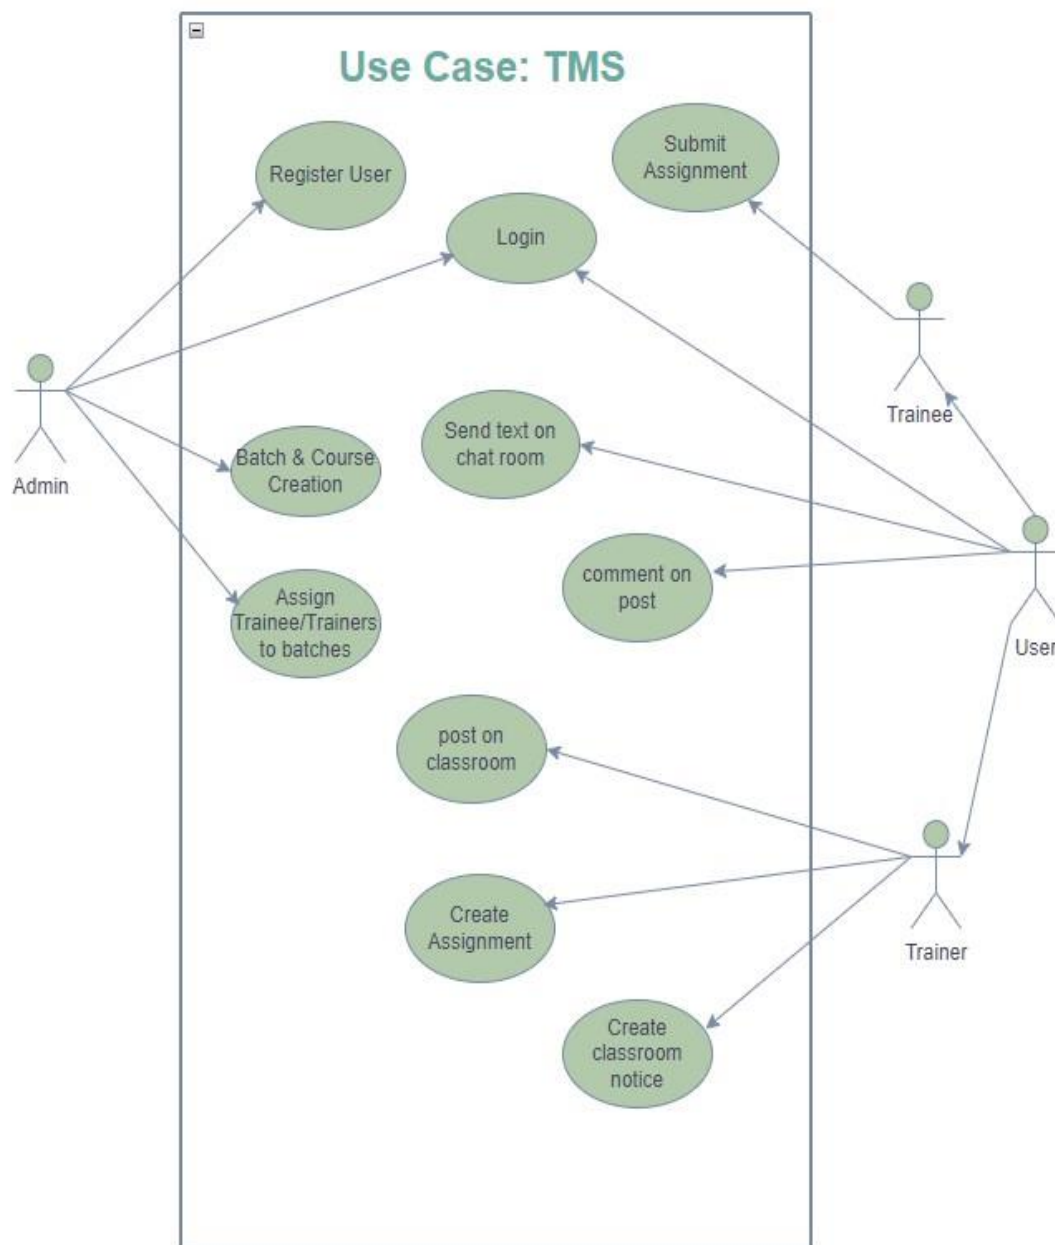 Use Case: TMS
Register User
Submit
Assignment
Login
Trainee
Send text on
chat room
Batch & Course
Creation
Admin
comment on
post
Assign
Trainee/Trainers
to batches
User
post on
classroom
Create
Assignment
Trainer
Create
classroom
notice